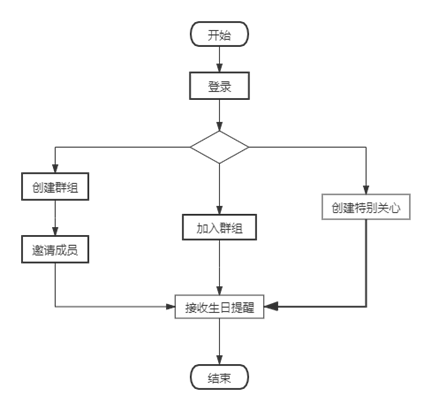 开始
登录
创建群组
加入群组
创建特别关心
邀请成员
接收生日提醒
结束